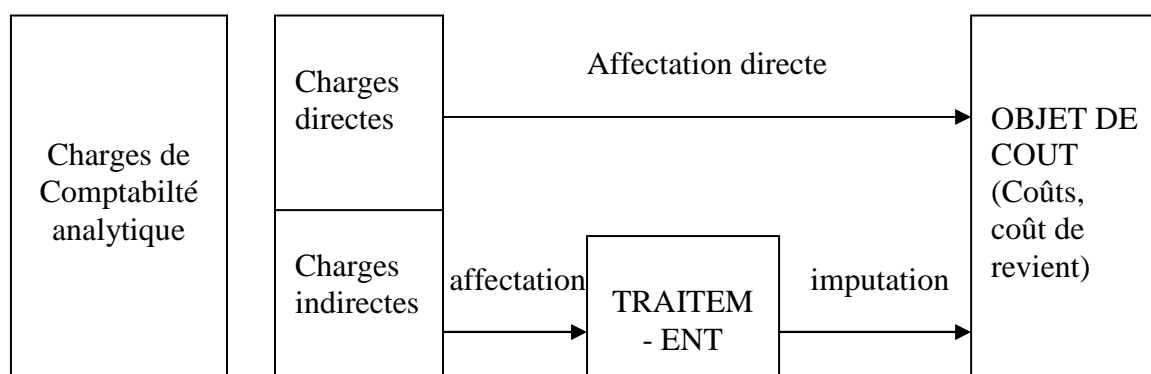 Charges de
Comptabilté
analytique
Charges
directes
Affectation directe
Charges
indirectes
affectation
TRAITEM
- ENT
imputation
OBJET DE
COUT
(Coûts,
coût de
revient)